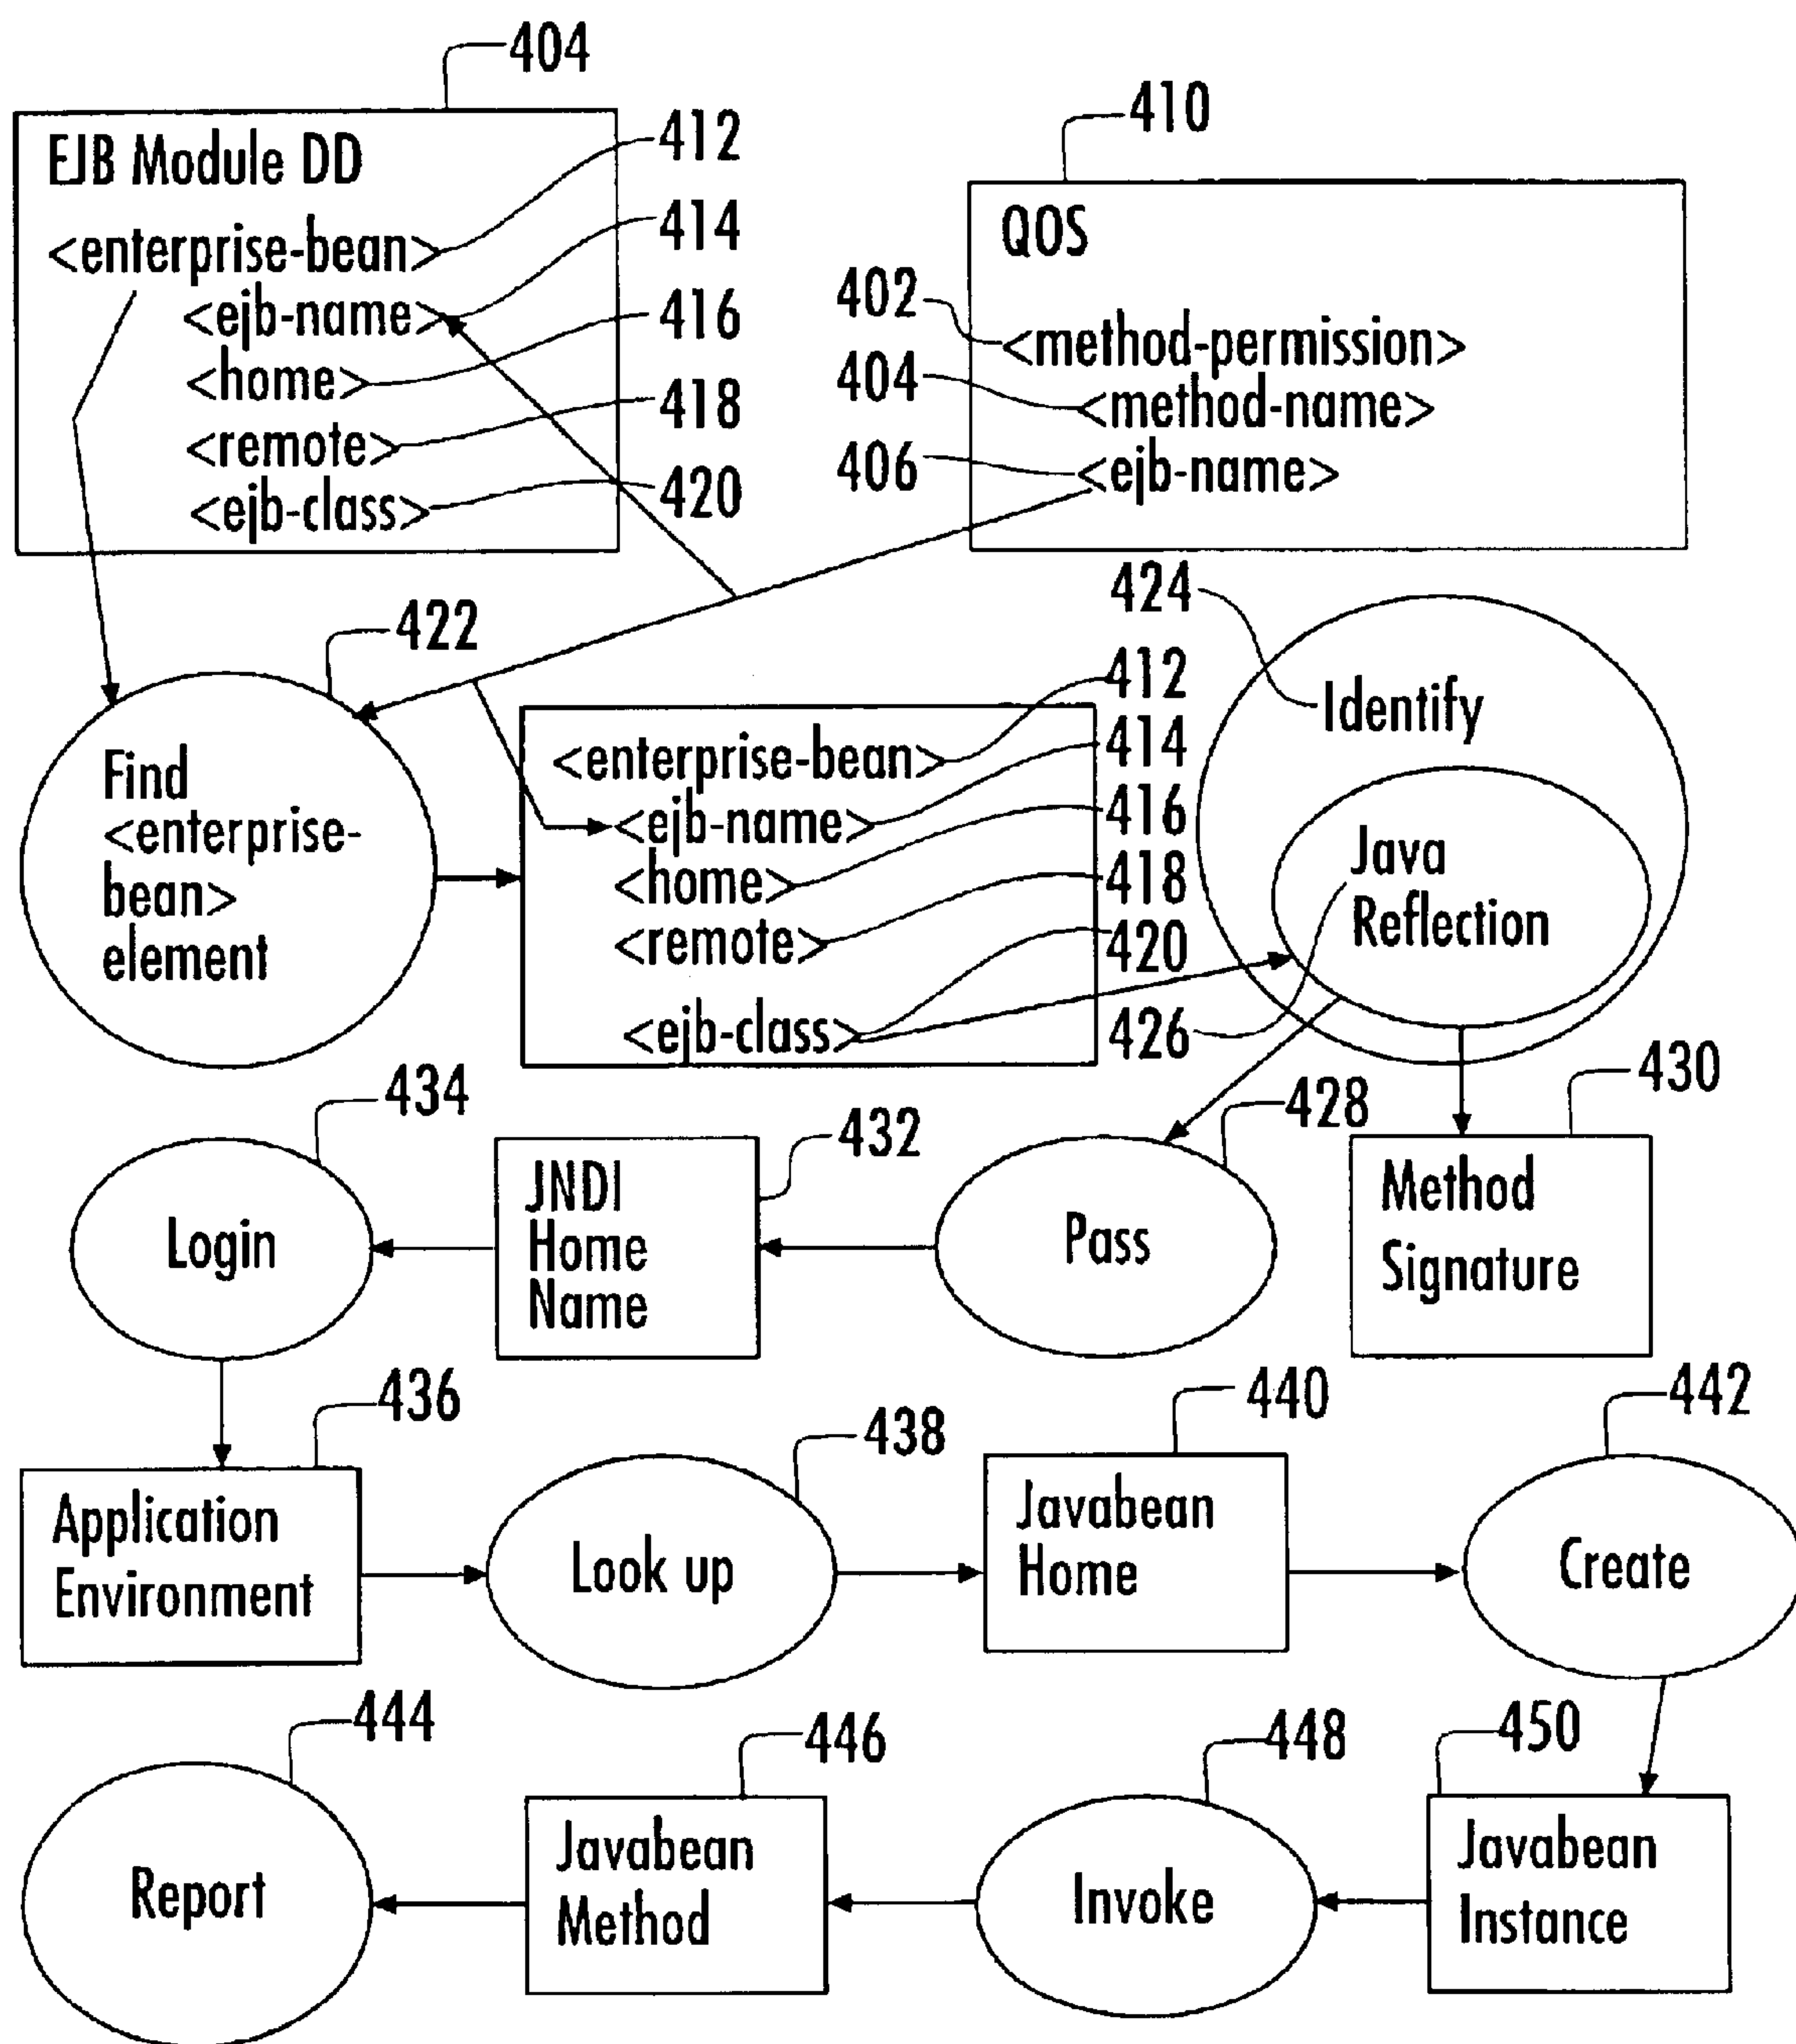 404
EJB Module DD
412
<enterprise-bean>
414
<ejb-name>
416
<home>
418
<remote>
420
<ejb-class>
410
QOS
402
<method-permission>
404
<method-name>
406
<ejb-name>
422
Find
<enterprise-
bean>
element
412
<enterprise-bean>
414
<ejb-name>
416
<home>
418
<remote>
420
<ejb-class>
424
Identify
Java
Reflection
426
434
Login
432
JNDI
Home
Name
428
Pass
430
Method
Signature
436
Application
Environment
438
Look up
440
Javabean
Home
442
Create
444
Report
446
Javabean
Method
448
Invoke
450
Javabean
Instance